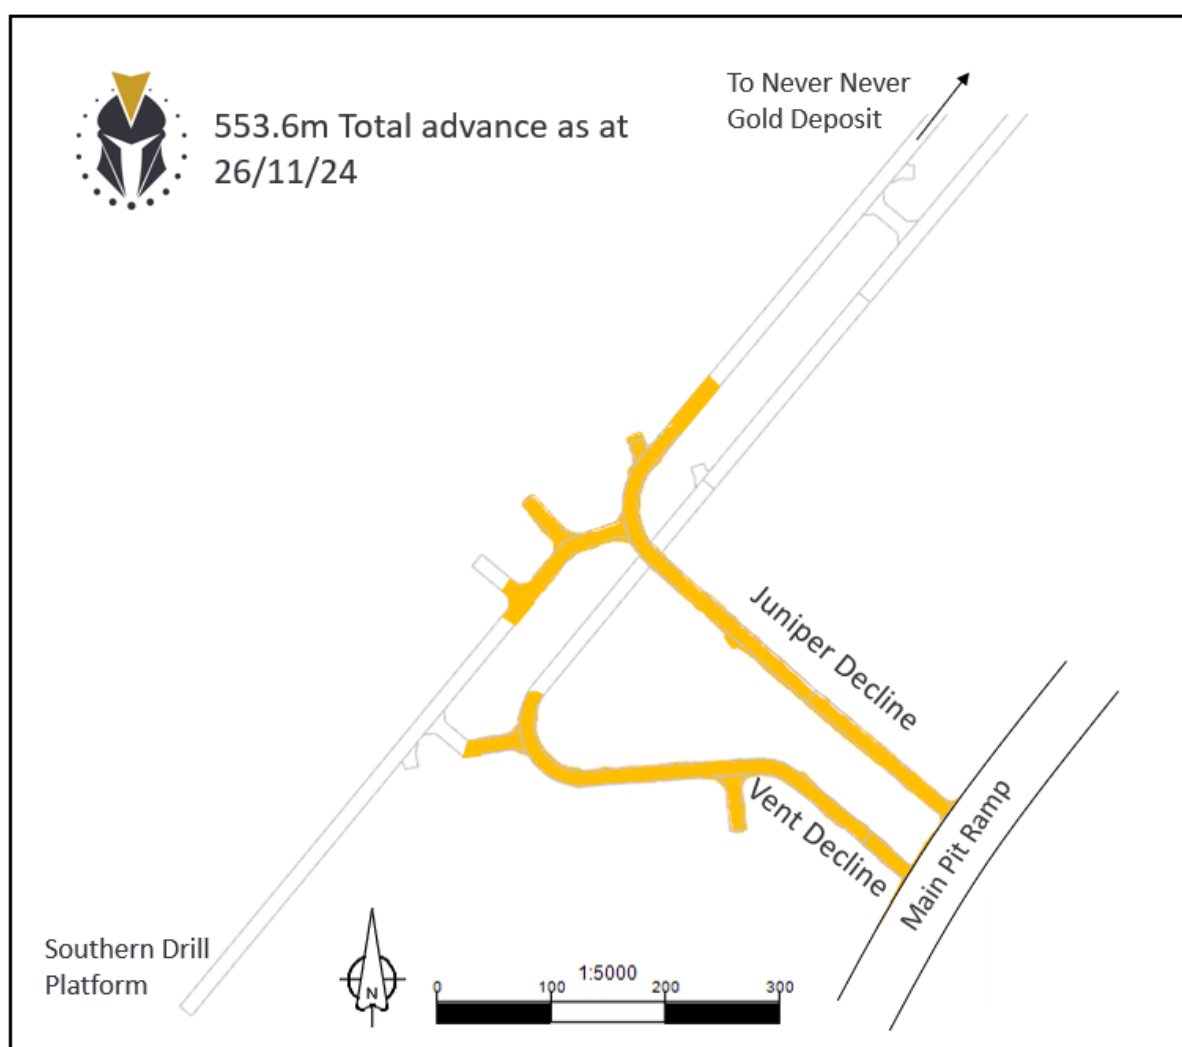 To Never Never
Gold Deposit
553.6m Total advance as at
26/11/24
Juniper Decline
Vent Decline
Main Pit Ramp
Southern Drill
Platform
N
1:5000
0 100 200 300